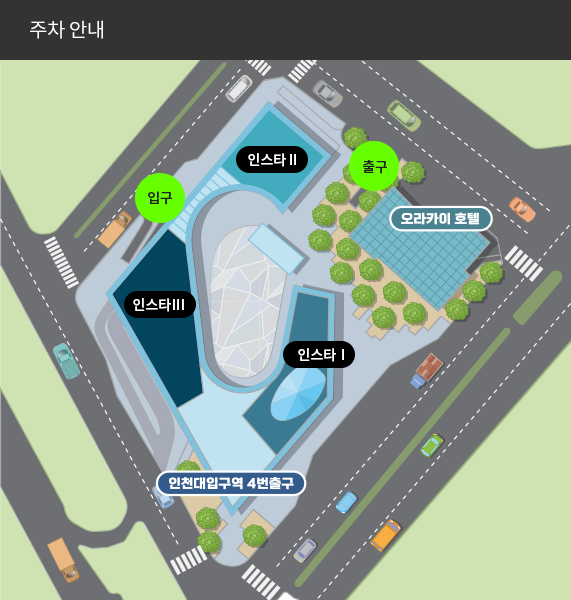 주차 안내
인스타 II
출구
입구
오라카이 호텔
인스타III
인스타 I
인천대입구역 4번출구